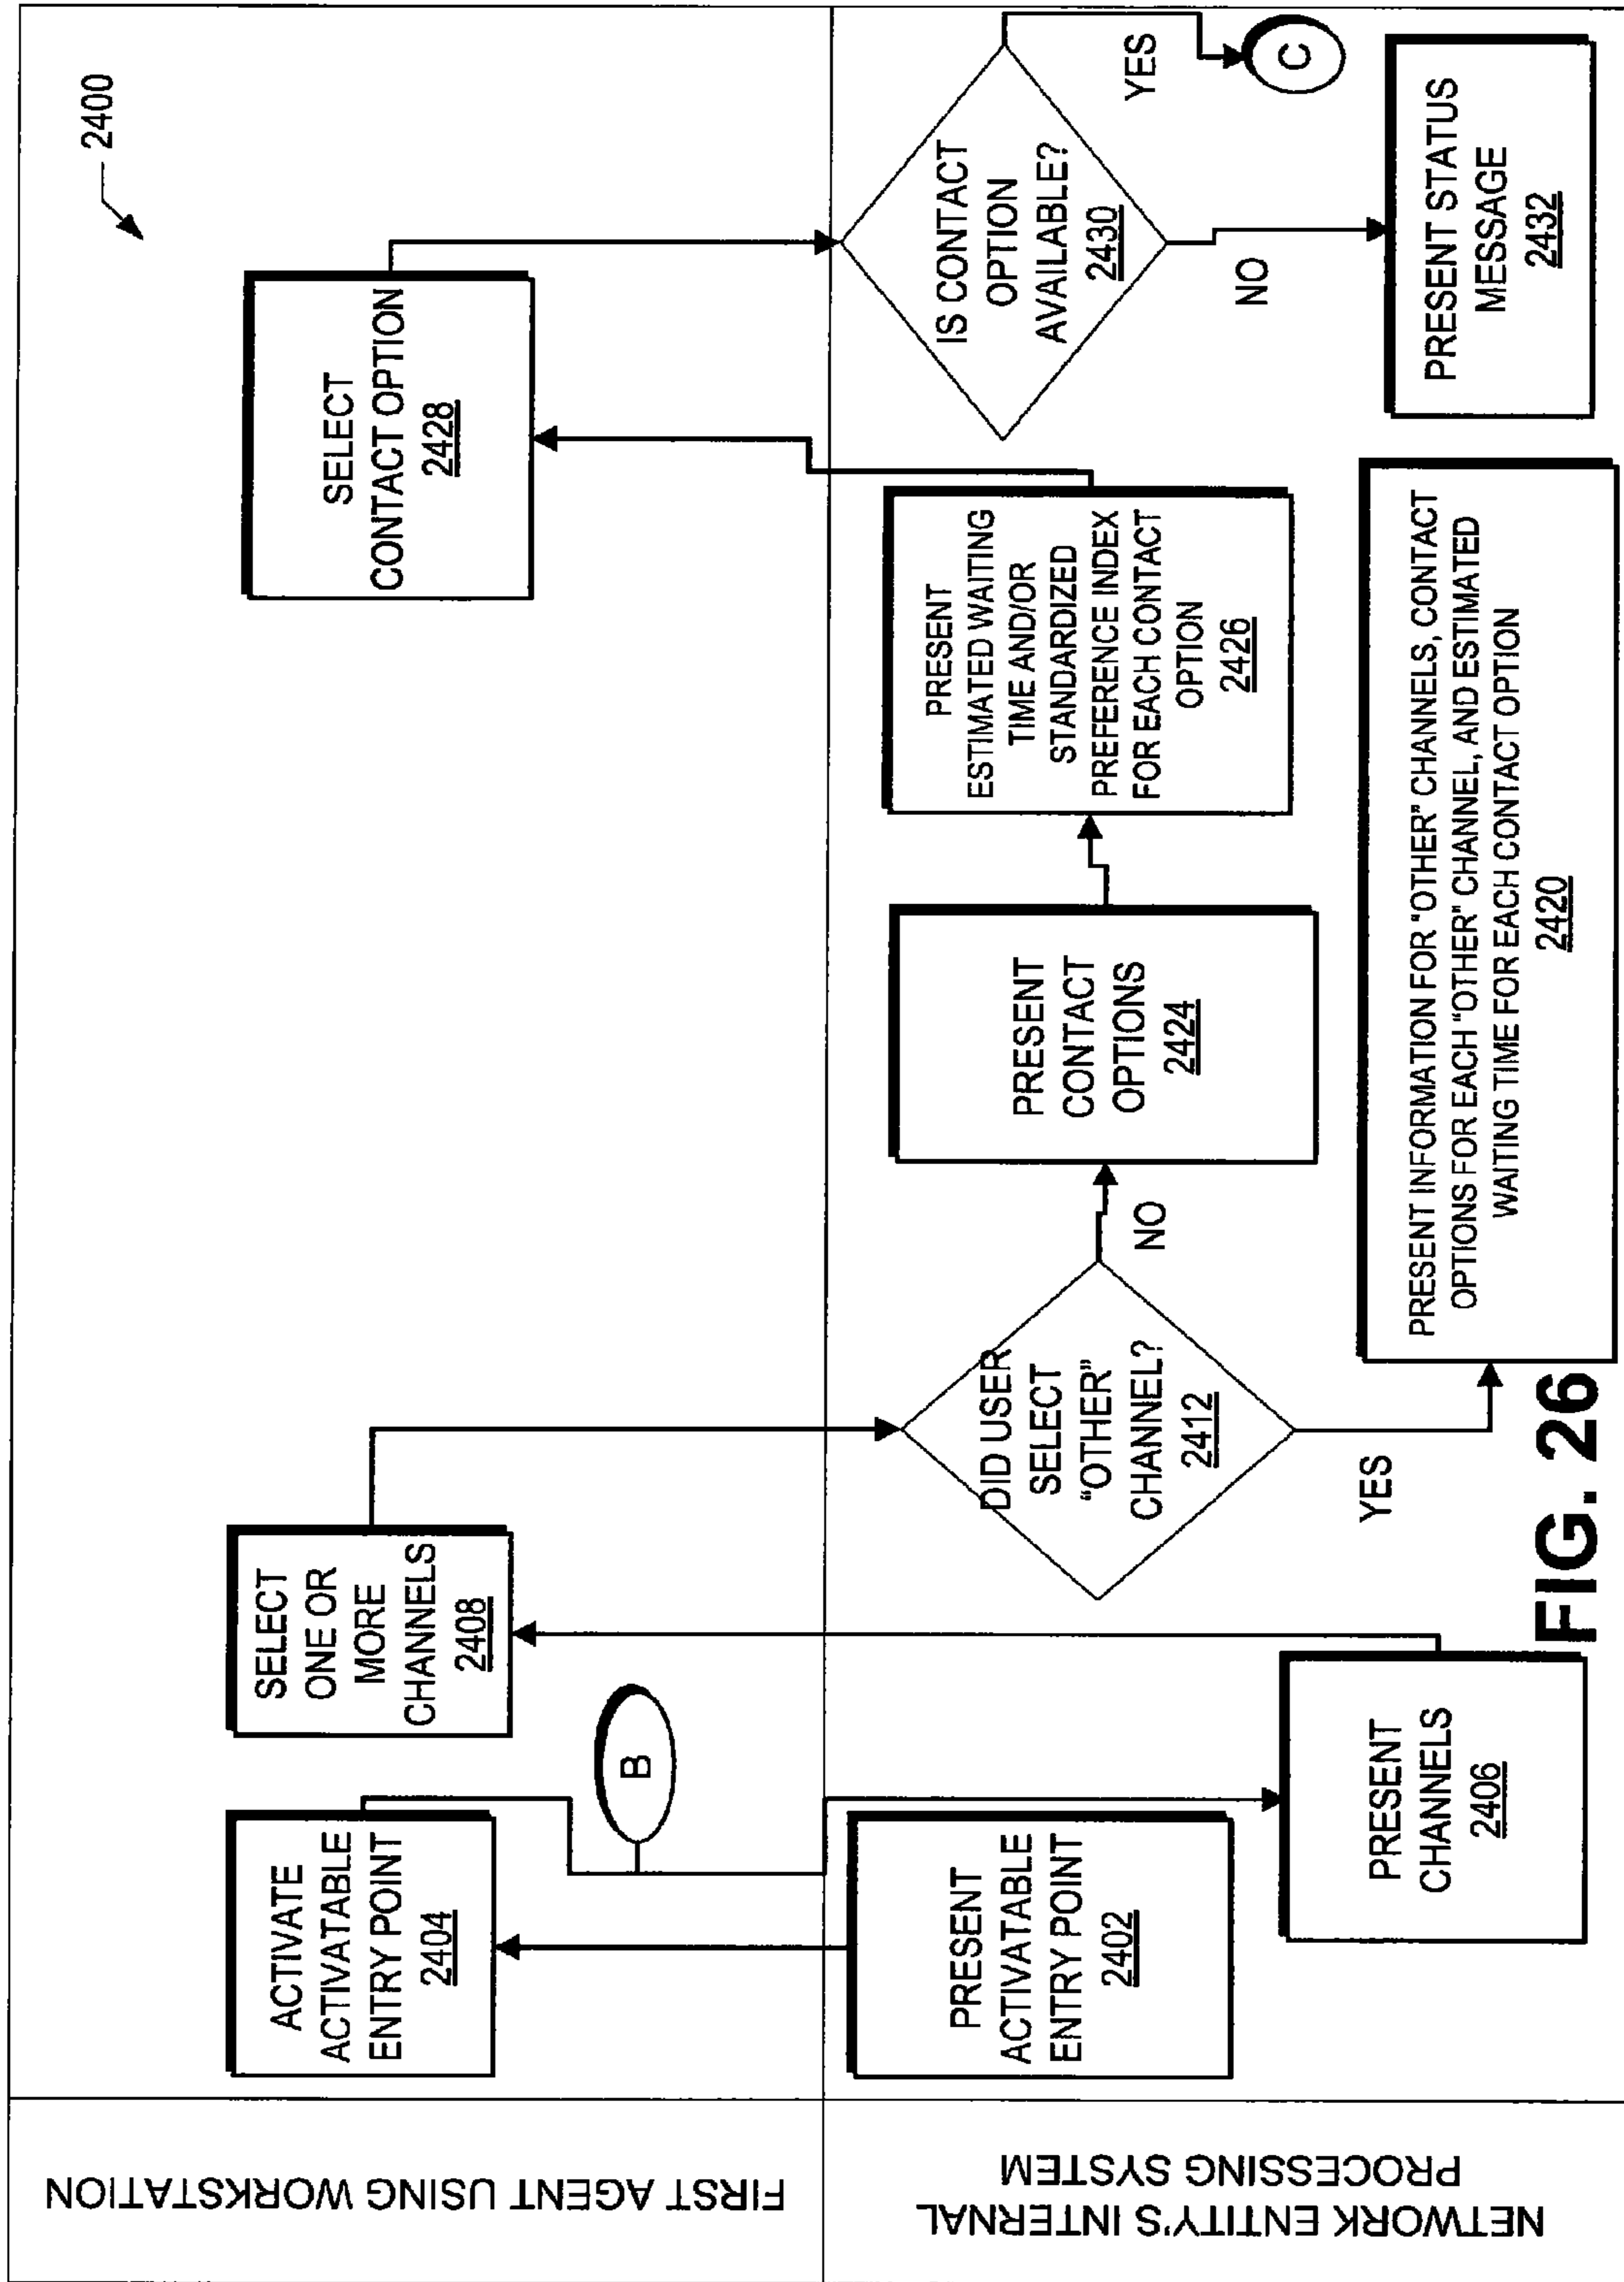 2400
FIRST AGENT USING WORKSTATION
ACTIVATE
ACTIVATABLE
ENTRY POINT
2404
B
SELECT
ONE OR
MORE
CHANNELS
2408
SELECT
CONTACT OPTION
2428
NETWORK ENTITY'S INTERNAL
PROCESSING SYSTEM
PRESENT
ACTIVATABLE
ENTRY POINT
2402
PRESENT
CHANNELS
2406
DID USER
SELECT
"OTHER"
CHANNEL?
2412
NO
YES
PRESENT
CONTACT
OPTIONS
2424
PRESENT
ESTIMATED WAITING
TIME AND/OR
STANDARDIZED
PREFERENCE INDEX
FOR EACH CONTACT
OPTION
2426
IS CONTACT
OPTION
AVAILABLE?
2430
YES
C
NO
PRESENT STATUS
MESSAGE
2432
PRESENT INFORMATION FOR "OTHER" CHANNELS, CONTACT
OPTIONS FOR EACH "OTHER" CHANNEL, AND ESTIMATED
WAITING TIME FOR EACH CONTACT OPTION
2420
FIG. 26